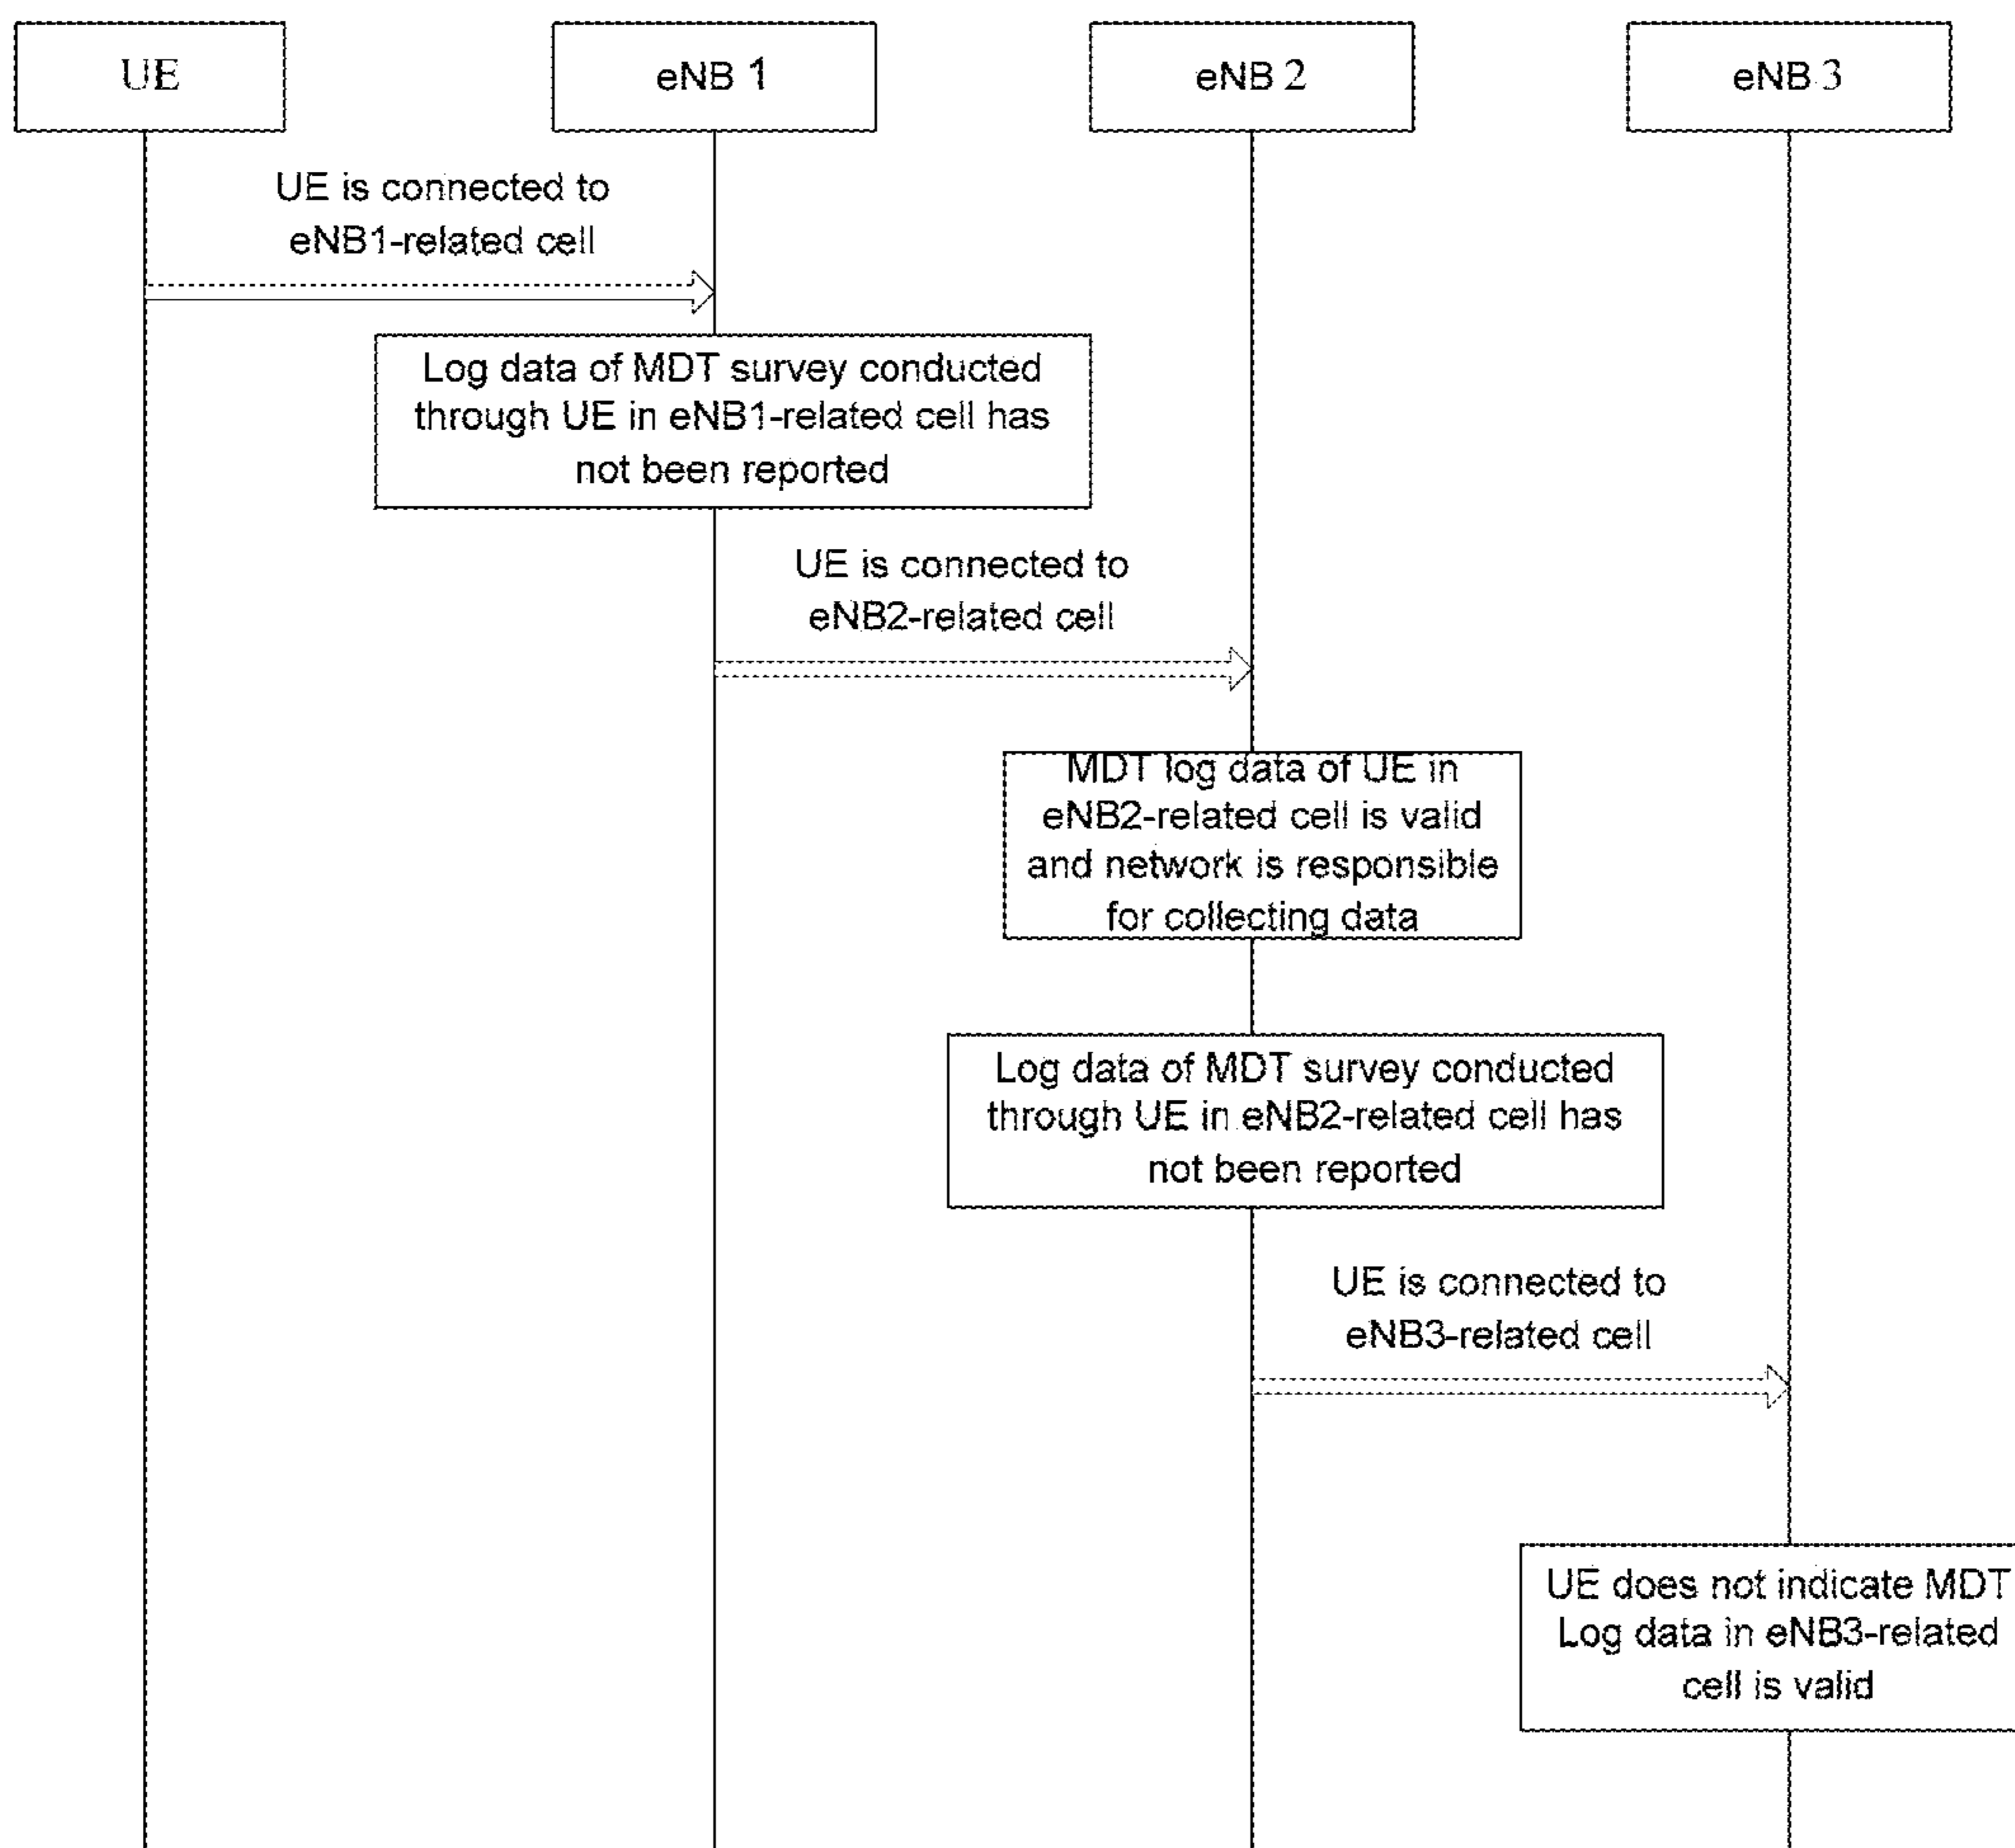 UE
eNB 1
eNB 2
eNB 3
UE is connected to
eNB1-related cell
Log data of MDT survey conducted
through UE in eNB1-related cell has
not been reported
UE is connected to
eNB2-related cell
MDT log data of UE in
eNB2-related cell is valid
and network is responsible
for collecting data
Log data of MDT survey conducted
through UE in eNB2-related cell has
not been reported
UE is connected to
eNB3-related cell
UE does not indicate MDT
Log data in eNB3-related
cell is valid